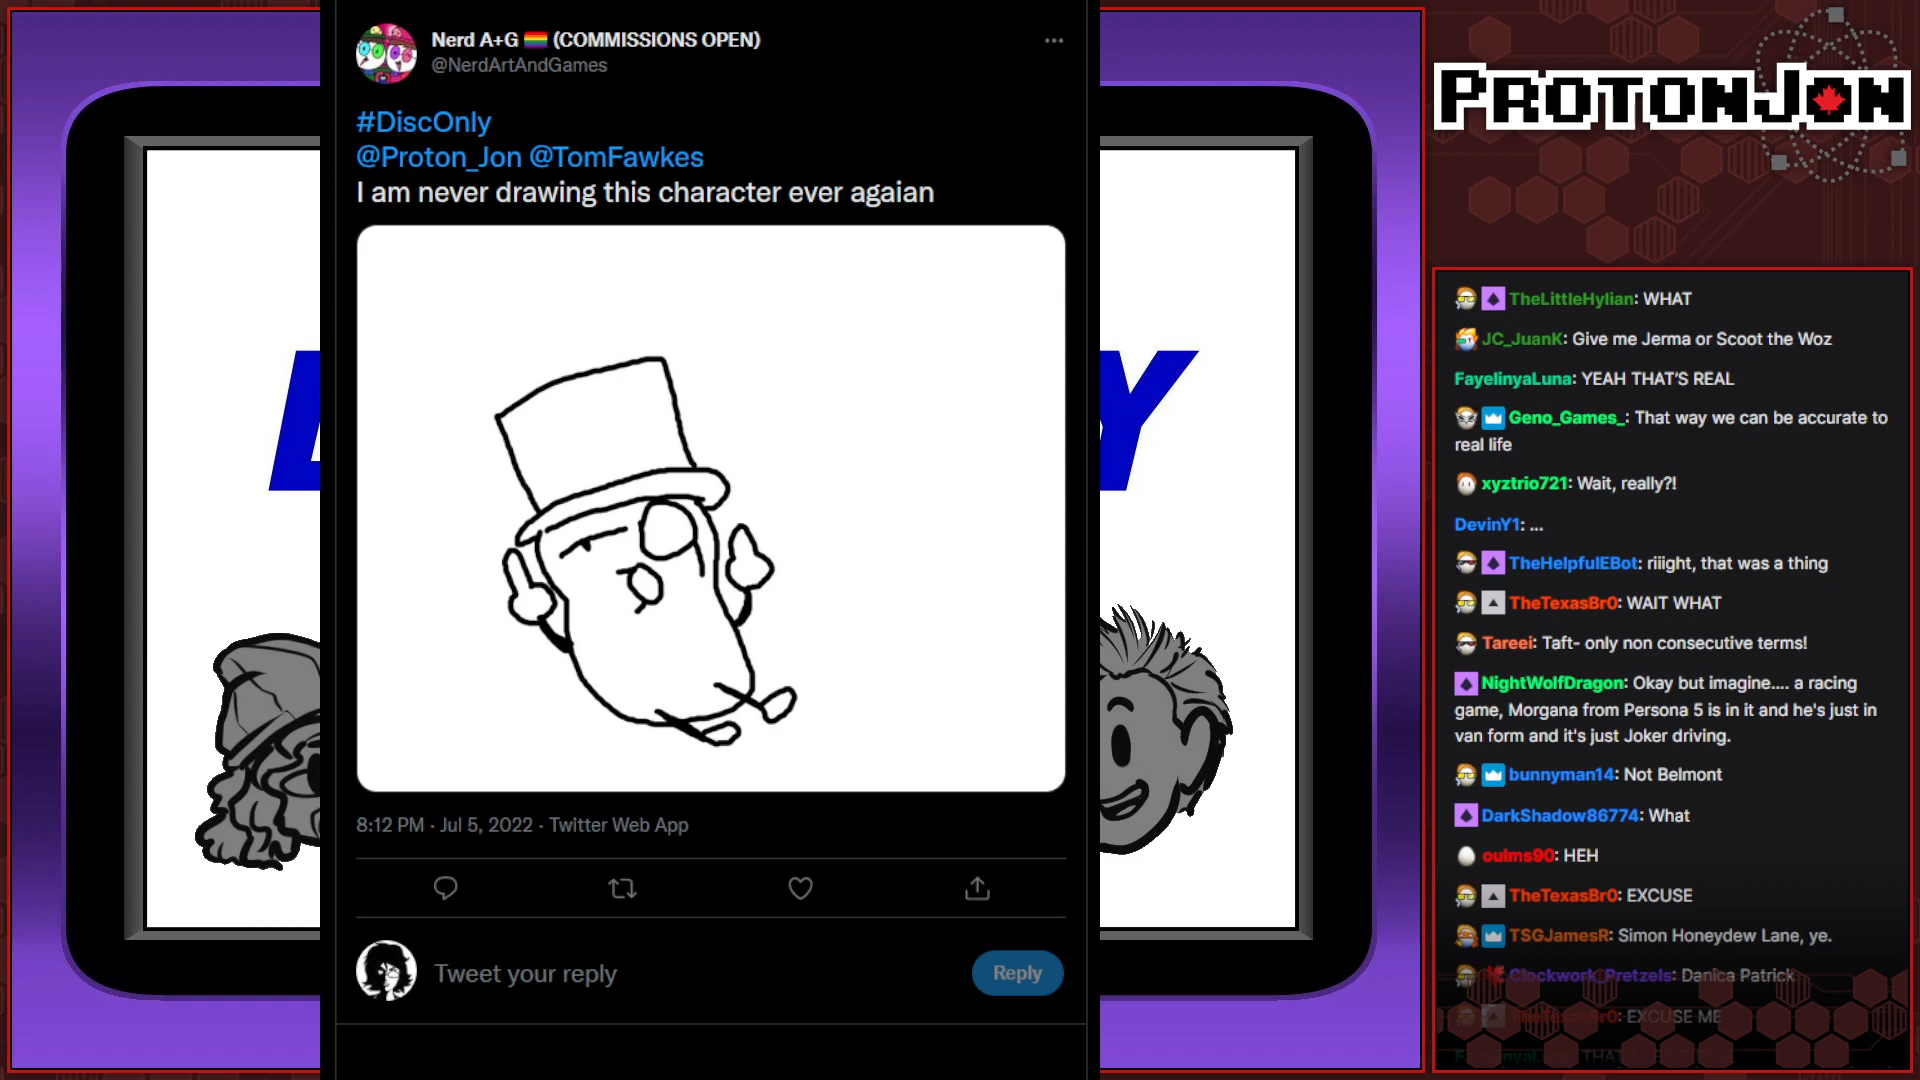 Nerd A+G 🏳️‍🌈 (COMMISSIONS OPEN)
@NerdArtAndGames
#DiscOnly
@Proton_Jon @TomFawkes
I am never drawing this character ever agaian
8:12 PM · Jul 5, 2022 · Twitter Web App
Tweet your reply
Reply
Y
PROTONJON
TheLittleHylian: WHAT
JC_JuanK: Give me Jerma or Scoot the Woz
FayelinyaLuna: YEAH THAT'S REAL
Geno_Games_: That way we can be accurate to
real life
xyztrio721: Wait, really?!
DevinY1: ...
TheHelpfulEBot: riiight, that was a thing
TheTexasBr0: WAIT WHAT
Tareei: Taft- only non consecutive terms!
NightWolfDragon: Okay but imagine.... a racing
game, Morgana from Persona 5 is in it and he's just in
van form and it's just Joker driving.
bunnyman14: Not Belmont
DarkShadow86774: What
oulms90: HEH
TheTexasBr0: EXCUSE
TSGJamesR: Simon Honeydew Lane, ye.
Clockwork_Pretzels: Danica Patrick
TheTexasBr0: EXCUSE ME